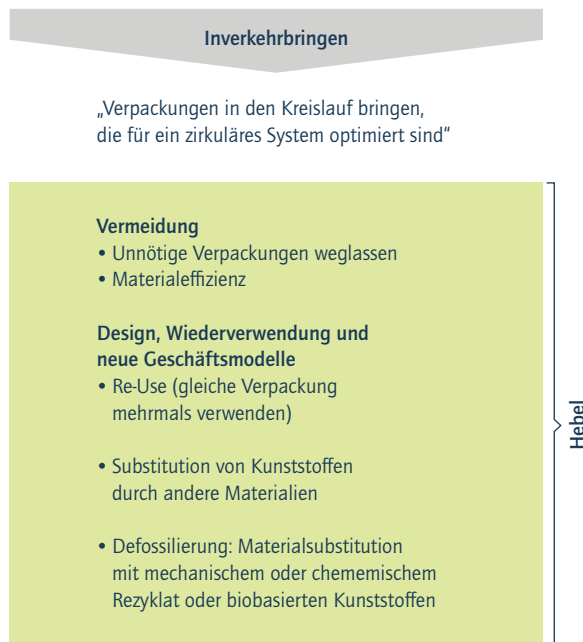 Inverkehrbringen
„Verpackungen in den Kreislauf bringen,
die für ein zirkuläres System optimiert sind“
Vermeidung
• Unnötige Verpackungen weglassen
• Materialeffizienz
Design, Wiederverwendung und
neue Geschäftsmodelle
• Re-Use (gleiche Verpackung
mehrmals verwenden)
• Substitution von Kunststoffen
durch andere Materialien
• Defossilierung: Materialsubstitution
mit mechanischem oder chememischem
Rezyklat oder biobasierten Kunststoffen
Hebel